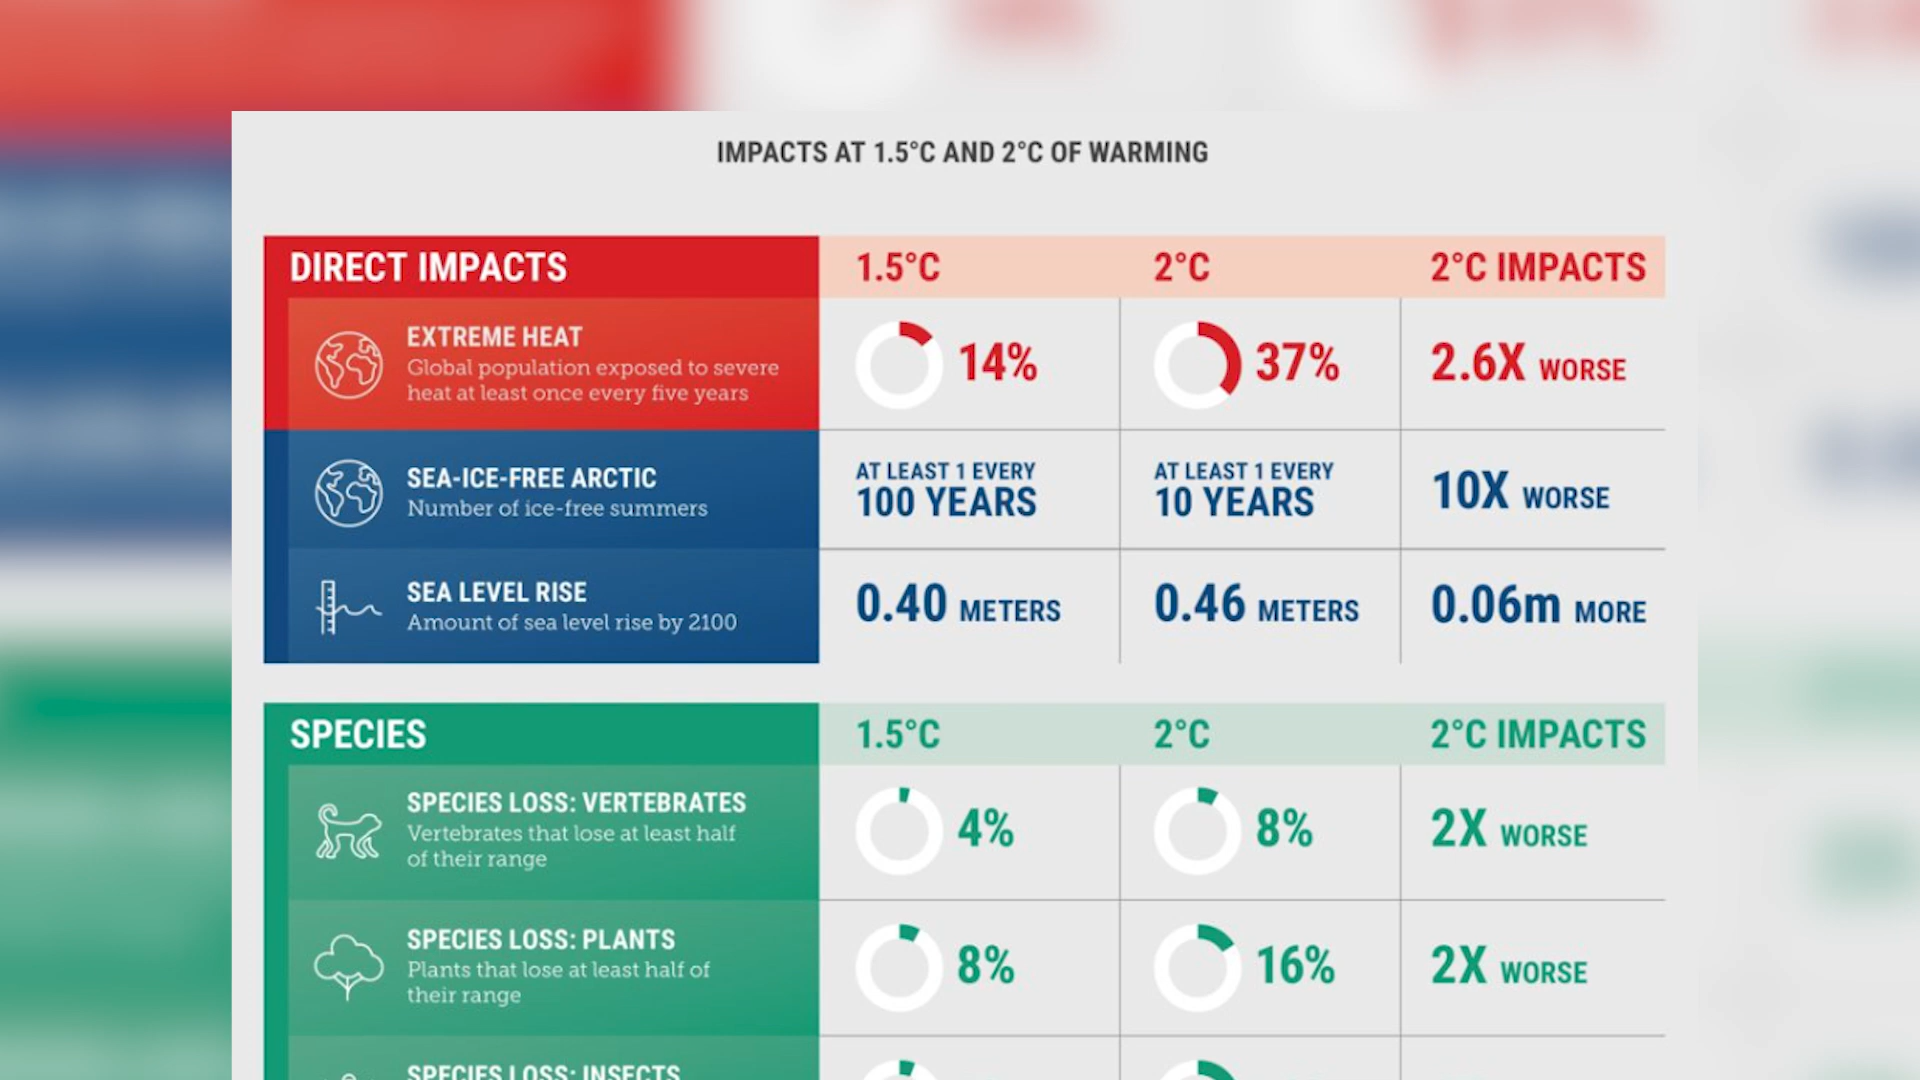 IMPACTS AT 1.5°C AND 2°C OF WARMING
DIRECT IMPACTS 1.5°C 2°C 2°C IMPACTS
EXTREME HEAT
Global population exposed to severe
heat at least once every five years
14% 37% 2.6X WORSE
SEA-ICE-FREE ARCTIC
Number of ice-free summers
AT LEAST 1 EVERY
100 YEARS
AT LEAST 1 EVERY
10 YEARS
10X WORSE
SEA LEVEL RISE
Amount of sea level rise by 2100
0.40 METERS 0.46 METERS 0.06m MORE
SPECIES 1.5°C 2°C 2°C IMPACTS
SPECIES LOSS: VERTEBRATES
Vertebrates that lose at least half
of their range
4% 8% 2X WORSE
SPECIES LOSS: PLANTS
Plants that lose at least half of
their range
8% 16% 2X WORSE
SPECIES LOSS: INSECTS